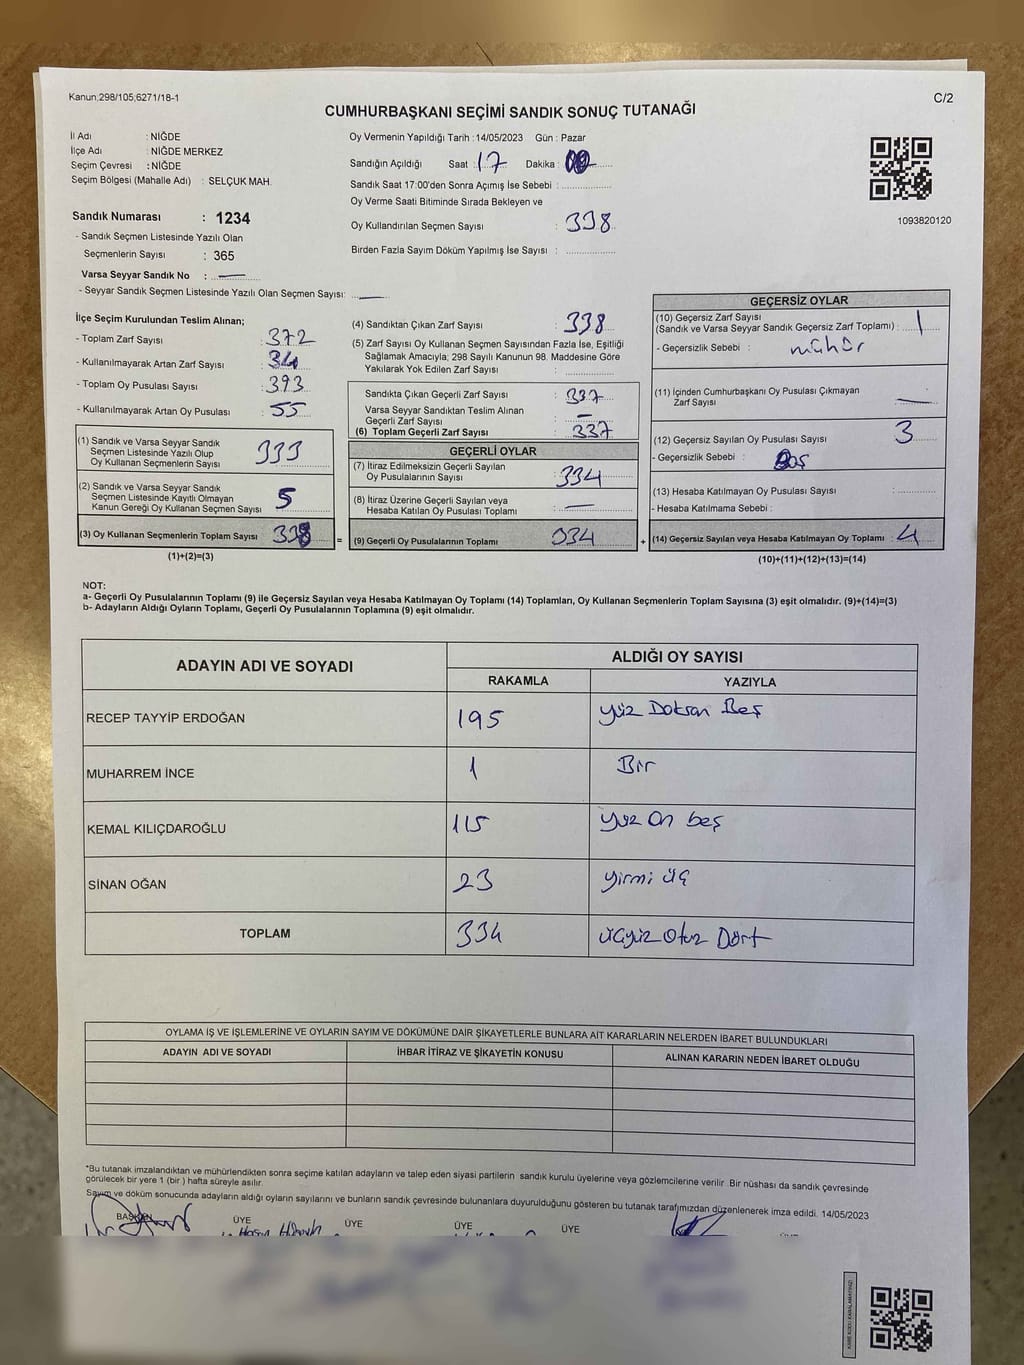 Kanun;298/105;6271/18-1
C/2
CUMHURBAŞKANI SEÇİMİ SANDIK SONUÇ TUTANAĞI
İl Adı : NİĞDE
İlçe Adı : NİĞDE MERKEZ
Seçim Çevresi : NİĞDE
Seçim Bölgesi (Mahalle Adı) : SELÇUK MAH.
Sandık Numarası : 1234
- Sandık Seçmen Listesinde Yazılı Olan
Seçmenlerin Sayısı : 365
Varsa Seyyar Sandık No : —
- Seyyar Sandık Seçmen Listesinde Yazılı Olan Seçmen Sayısı: —
Oy Vermenin Yapıldığı Tarih : 14/05/2023 Gün : Pazar
Sandığın Açıldığı Saat : 17 Dakika : 00
Sandık Saat 17:00'den Sonra Açımış İse Sebebi :
Oy Verme Saati Bitiminde Sırada Bekleyen ve
Oy Kullandırılan Seçmen Sayısı : 338
Birden Fazla Sayım Döküm Yapılmış İse Sayısı :
1093820120
İlçe Seçim Kurulundan Teslim Alınan;
- Toplam Zarf Sayısı : 372
- Kullanılmayarak Artan Zarf Sayısı : 34
- Toplam Oy Pusulası Sayısı : 393
- Kullanılmayarak Artan Oy Pusulası : 55
(1) Sandık ve Varsa Seyyar Sandık
Seçmen Listesinde Yazılı Olup
Oy Kullanan Seçmenlerin Sayısı 333
(2) Sandık ve Varsa Seyyar Sandık
Seçmen Listesinde Kayıtlı Olmayan
Kanun Gereği Oy Kullanan Seçmen Sayısı 5
(3) Oy Kullanan Seçmenlerin Toplam Sayısı 338
(1)+(2)=(3)
(4) Sandıktan Çıkan Zarf Sayısı : 338
(5) Zarf Sayısı Oy Kullanan Seçmen Sayısından Fazla İse, Eşitliği
Sağlamak Amacıyla; 298 Sayılı Kanunun 98. Maddesine Göre
Yakılarak Yok Edilen Zarf Sayısı :
Sandıkta Çıkan Geçerli Zarf Sayısı : 337
Varsa Seyyar Sandıktan Teslim Alınan
Geçerli Zarf Sayısı : —
(6) Toplam Geçerli Zarf Sayısı : 337
GEÇERLİ OYLAR
(7) İtiraz Edilmeksizin Geçerli Sayılan
Oy Pusulalarının Sayısı : 334
(8) İtiraz Üzerine Geçerli Sayılan veya
Hesaba Katılan Oy Pusulası Toplamı : —
= (9) Geçerli Oy Pusulalarının Toplamı 334 +
GEÇERSİZ OYLAR
(10) Geçersiz Zarf Sayısı
(Sandık ve Varsa Seyyar Sandık Geçersiz Zarf Toplamı) : 1
- Geçersizlik Sebebi : mühür
(11) İçinden Cumhurbaşkanı Oy Pusulası Çıkmayan
Zarf Sayısı —
(12) Geçersiz Sayılan Oy Pusulası Sayısı 3
- Geçersizlik Sebebi : Boş
(13) Hesaba Katılmayan Oy Pusulası Sayısı :
- Hesaba Katılmama Sebebi :
(14) Geçersiz Sayılan veya Hesaba Katılmayan Oy Toplamı : 4
(10)+(11)+(12)+(13)=(14)
NOT:
a- Geçerli Oy Pusulalarının Toplamı (9) ile Geçersiz Sayılan veya Hesaba Katılmayan Oy Toplamı (14) Toplamları, Oy Kullanan Seçmenlerin Toplam Sayısına (3) eşit olmalıdır. (9)+(14)=(3)
b- Adayların Aldığı Oyların Toplamı, Geçerli Oy Pusulalarının Toplamına (9) eşit olmalıdır.
ADAYIN ADI VE SOYADI ALDIĞI OY SAYISI
RAKAMLA YAZIYLA
RECEP TAYYİP ERDOĞAN 195 Yüz Doksan Beş
MUHARREM İNCE 1 Bir
KEMAL KILIÇDAROĞLU 115 Yüz On beş
SİNAN OĞAN 23 Yirmi üç
TOPLAM 334 üçyüz Otuz Dört
OYLAMA İŞ VE İŞLEMLERİNE VE OYLARIN SAYIM VE DÖKÜMÜNE DAİR ŞİKAYETLERLE BUNLARA AİT KARARLARIN NELERDEN İBARET BULUNDUKLARI
ADAYIN ADI VE SOYADI İHBAR İTİRAZ VE ŞİKAYETİN KONUSU ALINAN KARARIN NEDEN İBARET OLDUĞU
*Bu tutanak imzalandıktan ve mühürlendikten sonra seçime katılan adayların ve talep eden siyasi partilerin sandık kurulu üyelerine veya gözlemcilerine verilir. Bir nüshası da sandık çevresinde
görülecek bir yere 1 (bir ) hafta süreyle asılır.
Sayım ve döküm sonucunda adayların aldığı oyların sayılarını ve bunların sandık çevresinde bulunanlara duyurulduğunu gösteren bu tutanak tarafımızdan düzenlenerek imza edildi. 14/05/2023
BAŞKAN ÜYE ÜYE ÜYE ÜYE